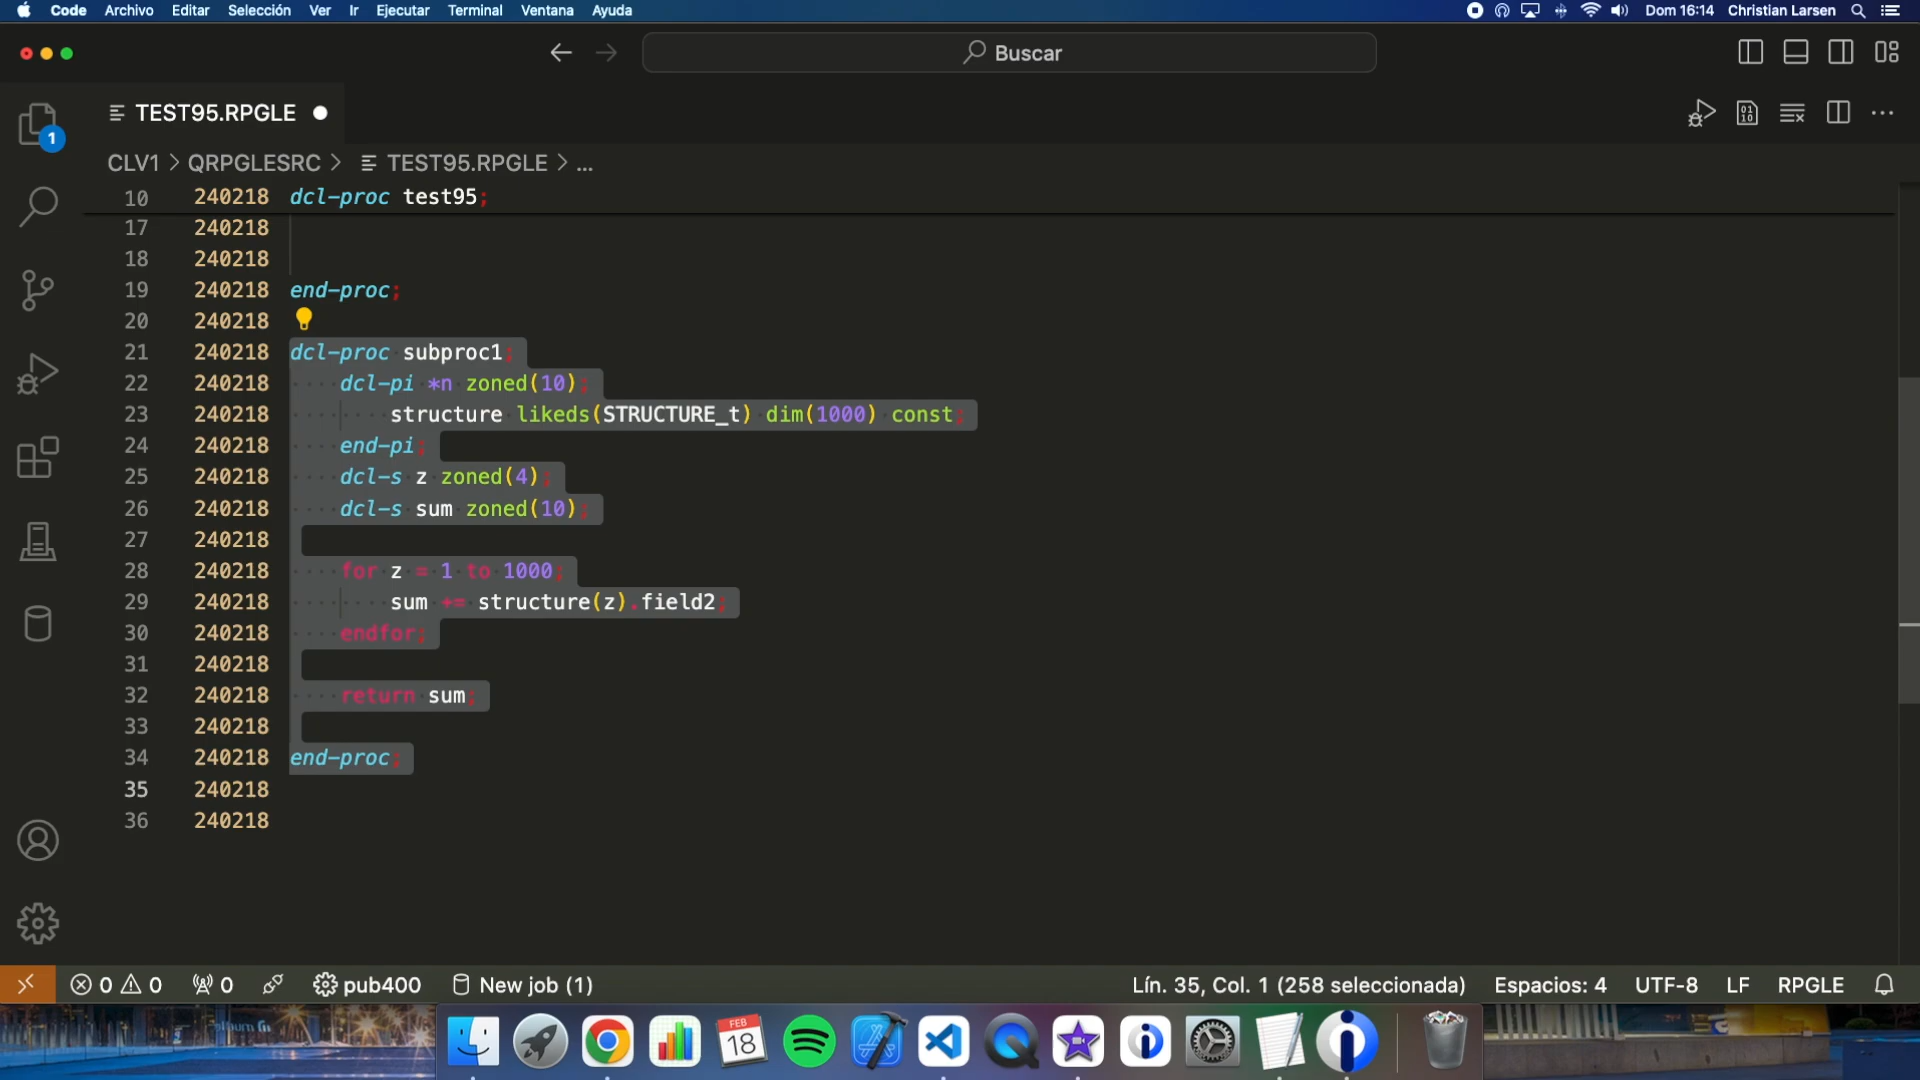 Code Archivo Editar Selección Ver Ir Ejecutar Terminal Ventana Ayuda Dom 16:14 Christian Larsen
Buscar
1 TEST95.RPGLE
CLV1 > QRPGLESRC > TEST95.RPGLE > ...
10 240218 dcl-proc test95;
17 240218
18 240218
19 240218 end-proc;
20 240218
21 240218 dcl-proc subproc1;
22 240218 dcl-pi *n zoned(10);
23 240218 structure likeds(STRUCTURE_t) dim(1000) const;
24 240218 end-pi;
25 240218 dcl-s z zoned(4);
26 240218 dcl-s sum zoned(10);
27 240218
28 240218 for z = 1 to 1000;
29 240218 sum += structure(z).field2;
30 240218 endfor;
31 240218
32 240218 return sum;
33 240218
34 240218 end-proc;
35 240218
36 240218
0 0 0 pub400 New job (1) Lín. 35, Col. 1 (258 seleccionada) Espacios: 4 UTF-8 LF RPGLE
FEB
18